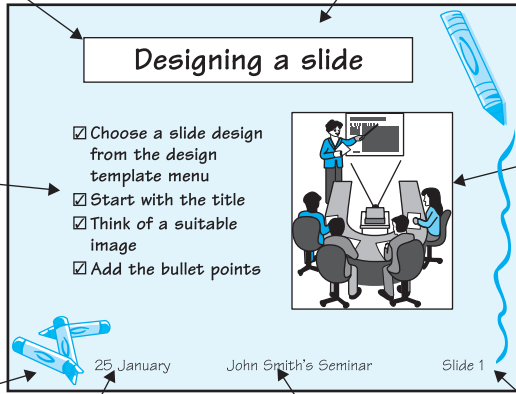 Designing a slide
☑ Choose a slide design
from the design
template menu
☑ Start with the title
☑ Think of a suitable
image
☑ Add the bullet points
25 January
John Smith's Seminar
Slide 1